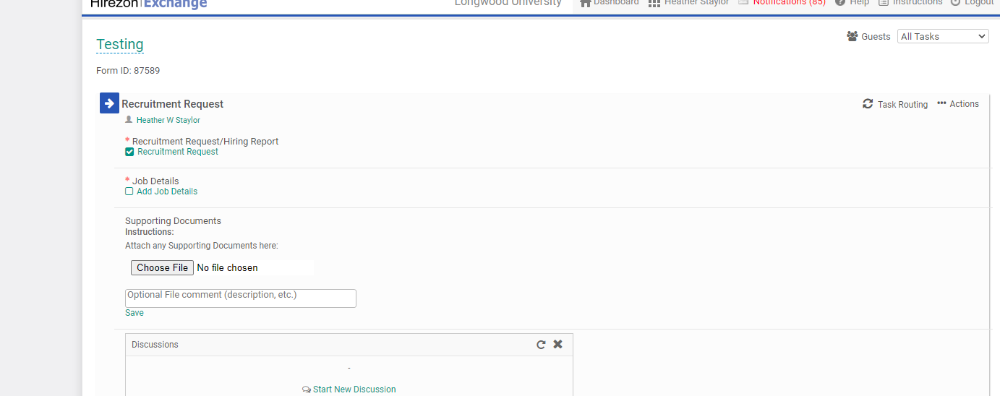 Hirezon Exchange
Longwood University Dashboard Heather Staylor Notifications (85) Help Instructions Logout
Guests All Tasks
Testing
Form ID: 87589
Recruitment Request Task Routing Actions
Heather W Staylor
* Recruitment Request/Hiring Report
Recruitment Request
* Job Details
Add Job Details
Supporting Documents
Instructions:
Attach any Supporting Documents here:
Choose File No file chosen
Optional File comment (description, etc.)
Save
Discussions
-
Start New Discussion